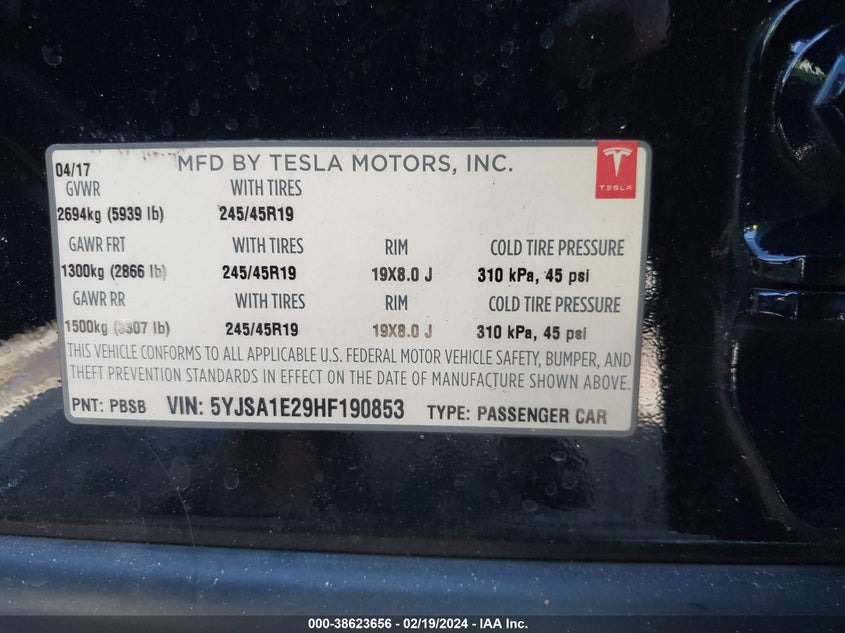 MFD BY TESLA MOTORS, INC.
TESLA
04/17
GVWR WITH TIRES
2694kg (5939 lb) 245/45R19
GAWR FRT WITH TIRES RIM COLD TIRE PRESSURE
1300kg (2866 lb) 245/45R19 19X8.0 J 310 kPa, 45 psi
GAWR RR WITH TIRES RIM COLD TIRE PRESSURE
1500kg (3307 lb) 245/45R19 19X8.0 J 310 kPa, 45 psi
THIS VEHICLE CONFORMS TO ALL APPLICABLE U.S. FEDERAL MOTOR VEHICLE SAFETY, BUMPER, AND
THEFT PREVENTION STANDARDS IN EFFECT ON THE DATE OF MANUFACTURE SHOWN ABOVE.
PNT: PBSB VIN: 5YJSA1E29HF190853 TYPE: PASSENGER CAR
000-38623656 - 02/19/2024 - IAA Inc.